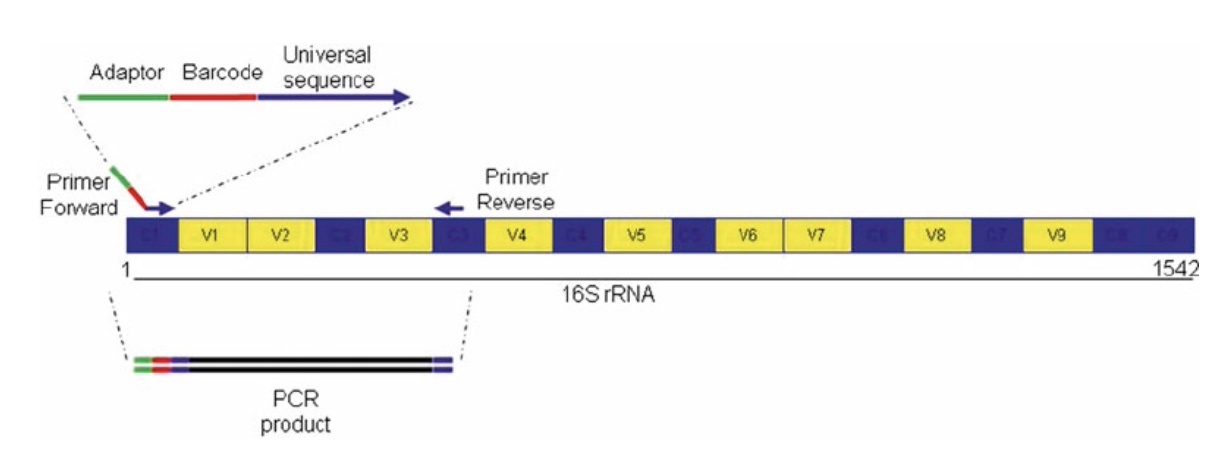 Universal
Adaptor Barcode sequence
Primer
Forward
Primer
Reverse
C1 V1 V2 C2 V3 C3 V4 C4 V5 C5 V6 V7 C6 V8 C7 V9 C8 C9
1 1542
16S rRNA
PCR
product